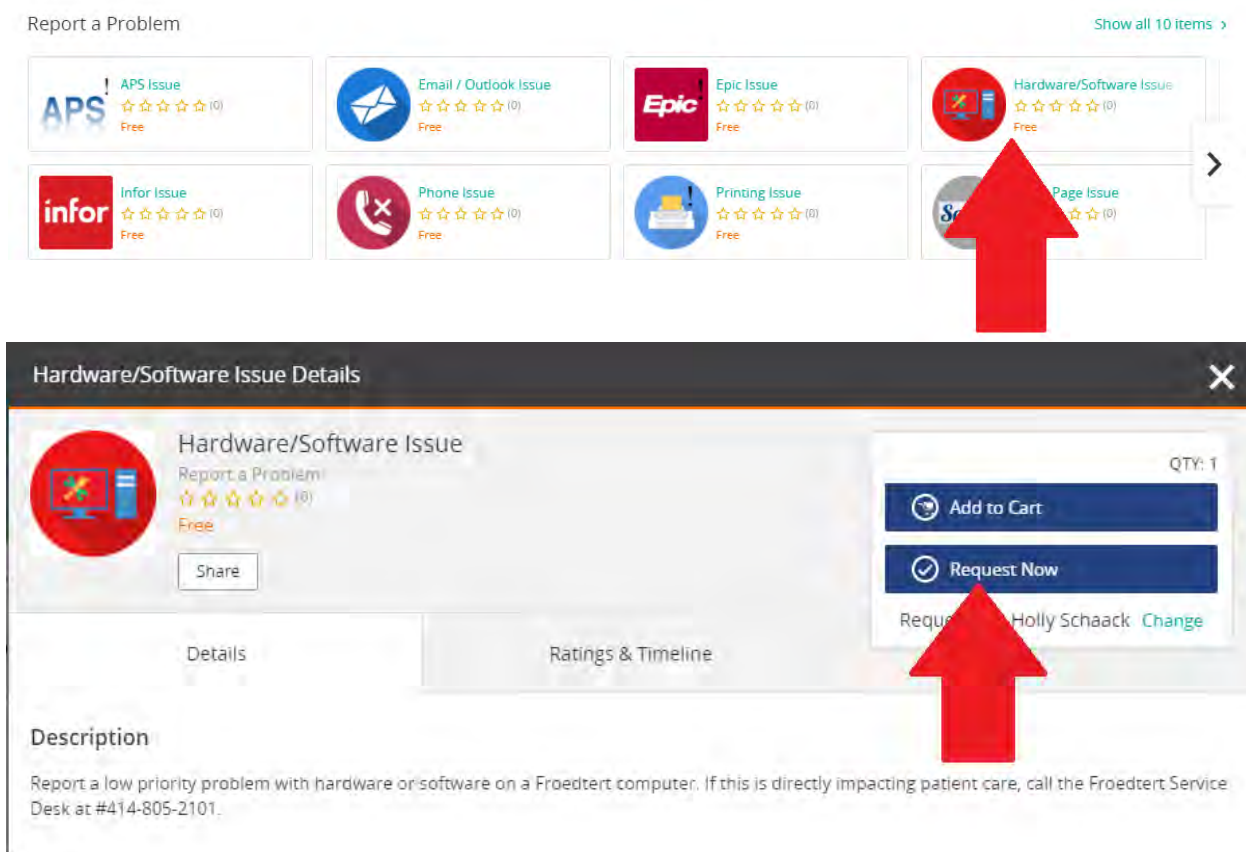 Report a Problem
Show all 10 items >
APS!
APS Issue
(0)
Free
Email / Outlook Issue
(0)
Free
Epic!
Epic Issue
(0)
Free
Hardware/Software Issue
(0)
Free
infor
Infor Issue
(0)
Free
Phone Issue
(0)
Free
!
Printing Issue
(0)
Free
Page Issue
(0)
Hardware/Software Issue Details
Hardware/Software Issue
Report a Problem
(0)
Free
Share
QTY: 1
Add to Cart
Request Now
Holly Schaack Change
Details
Ratings & Timeline
Description
Report a low priority problem with hardware or software on a Froedtert computer. If this is directly impacting patient care, call the Froedtert Service
Desk at #414-805-2101.